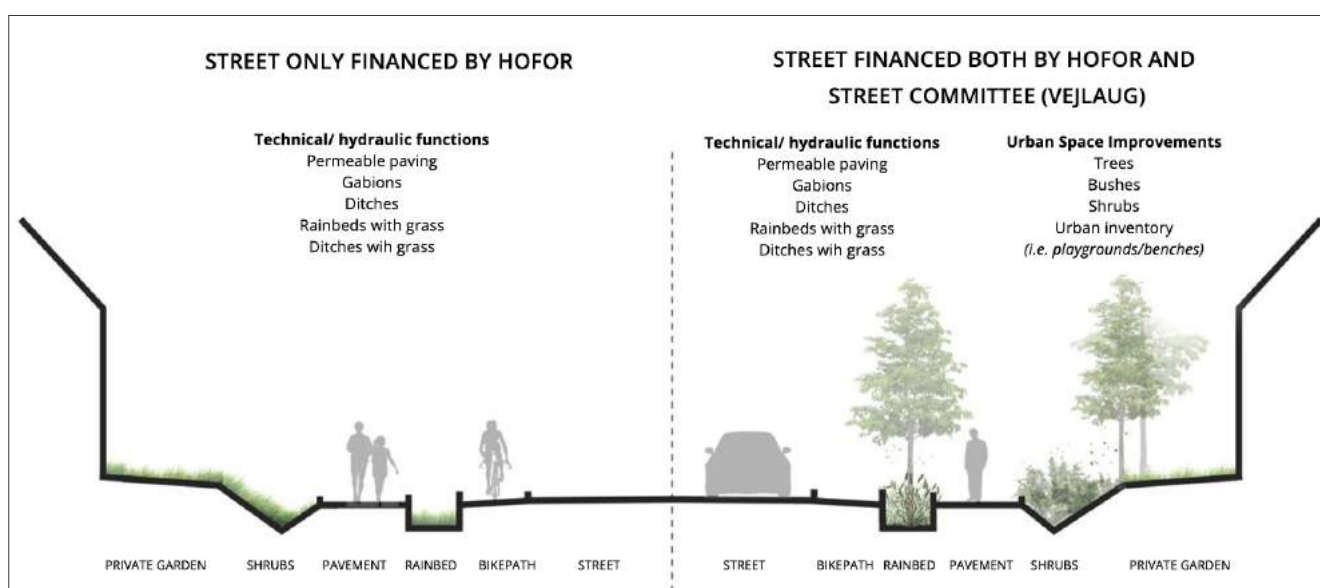 STREET ONLY FINANCED BY HOFOR
Technical/ hydraulic functions
Permeable paving
Gabions
Ditches
Rainbeds with grass
Ditches wih grass
STREET FINANCED BOTH BY HOFOR AND
STREET COMMITTEE (VEJLAUG)
Technical/ hydraulic functions
Permeable paving
Gabions
Ditches
Rainbeds with grass
Ditches wih grass
Urban Space Improvements
Trees
Bushes
Shrubs
Urban inventory
(i.e. playgrounds/benches)
PRIVATE GARDEN
SHRUBS
PAVEMENT
RAINBED
BIKEPATH
STREET
STREET
BIKEPATH
RAINBED
PAVEMENT
SHRUBS
PRIVATE GARDEN